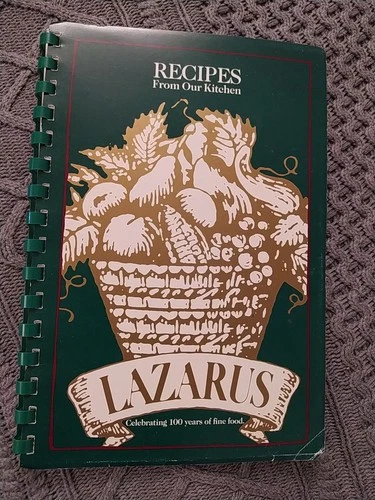 RECIPES
From Our Kitchen
LAZARUS
Celebrating 100 years of fine food.